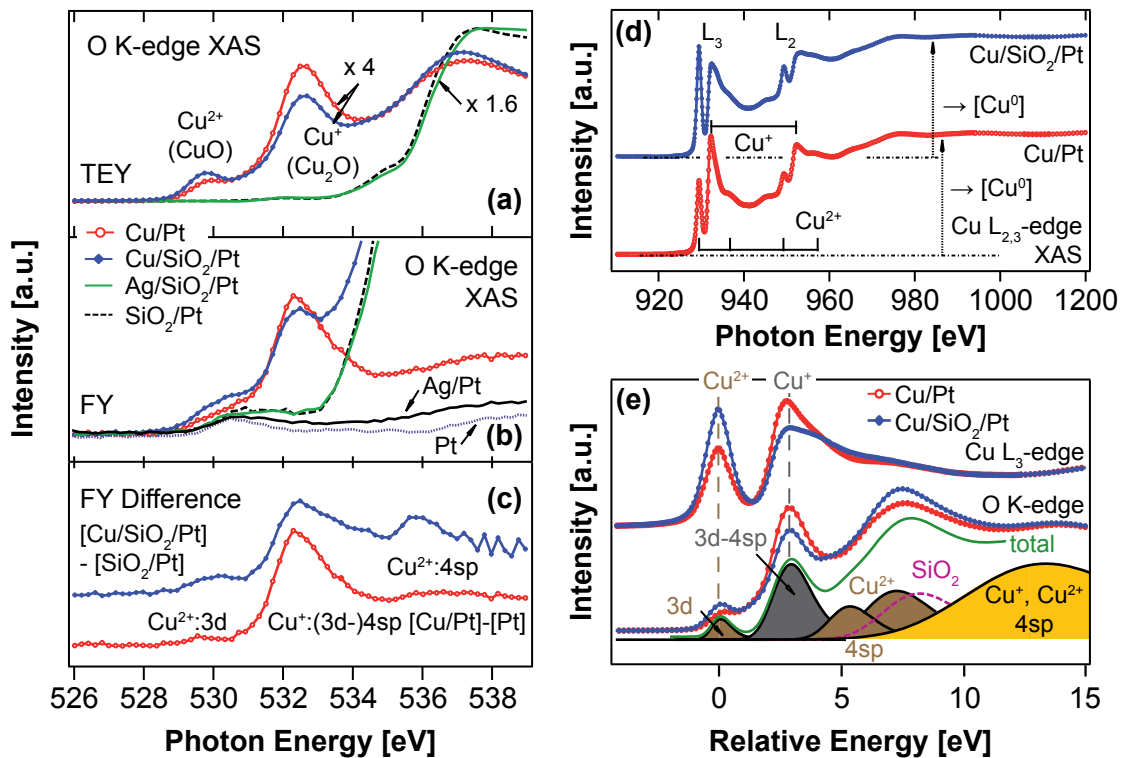 O K-edge XAS
x 4
x 1.6
Cu²⁺
(CuO)
Cu⁺
(Cu₂O)
TEY
(a)
Cu/Pt
Cu/SiO₂/Pt
Ag/SiO₂/Pt
SiO₂/Pt
O K-edge
XAS
Ag/Pt
FY
Pt
(b)
FY Difference
(c)
[Cu/SiO₂/Pt]
- [SiO₂/Pt]
Cu²⁺:4sp
Cu²⁺:3d
Cu⁺:(3d-)4sp [Cu/Pt]-[Pt]
526 528 530 532 534 536 538
Photon Energy [eV]
Intensity [a.u.]
(d)
L₃
L₂
Cu/SiO₂/Pt
→ [Cu⁰]
Cu⁺
Cu/Pt
→ [Cu⁰]
Cu²⁺
Cu L₂,₃-edge
XAS
920 940 960 980 1000 1200
Photon Energy [eV]
Intensity [a.u.]
(e)
Cu²⁺
Cu⁺
Cu/Pt
Cu/SiO₂/Pt
Cu L₃-edge
O K-edge
total
3d-4sp
SiO₂
Cu²⁺
3d
4sp
Cu⁺, Cu²⁺
4sp
0 5 10 15
Relative Energy [eV]
Intensity [a.u.]